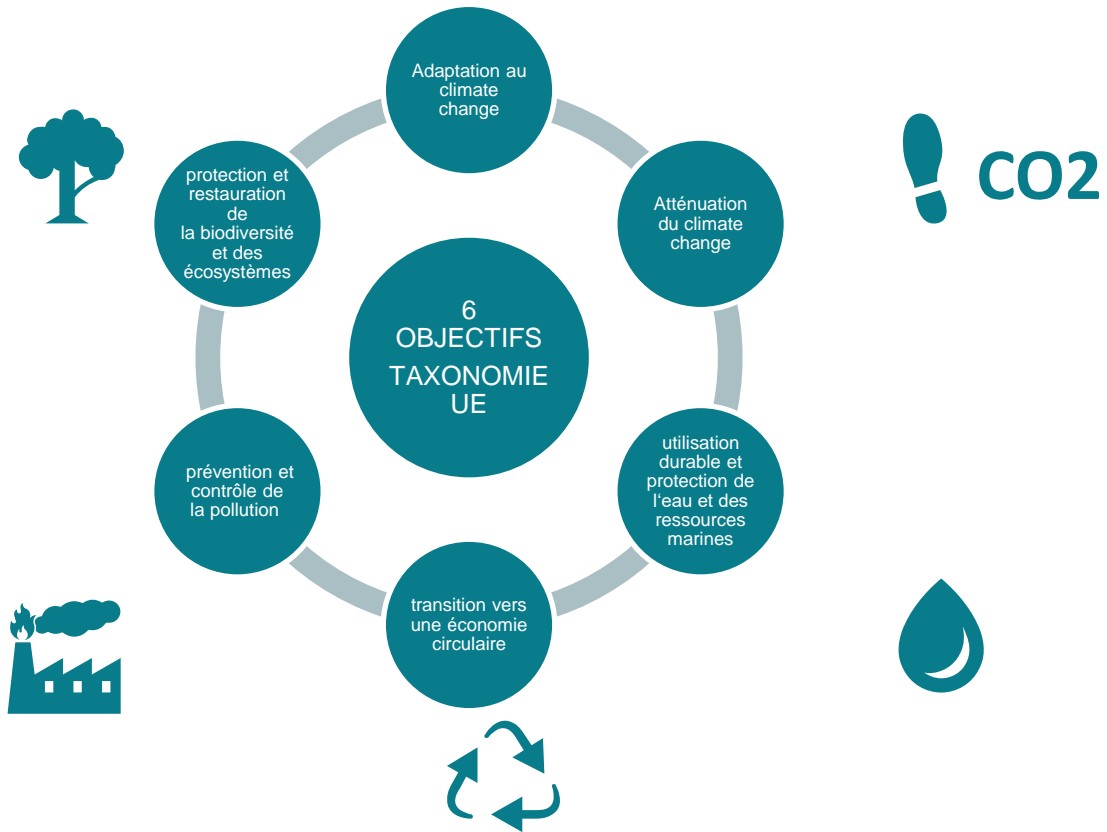 Adaptation au
climate
change
CO2
protection et
restauration
de
la biodiversité
et des
écosystèmes
Atténuation
du climate
change
6
OBJECTIFS
TAXONOMIE
UE
prévention et
contrôle de
la pollution
utilisation
durable et
protection de
l‘eau et des
ressources
marines
transition vers
une économie
circulaire